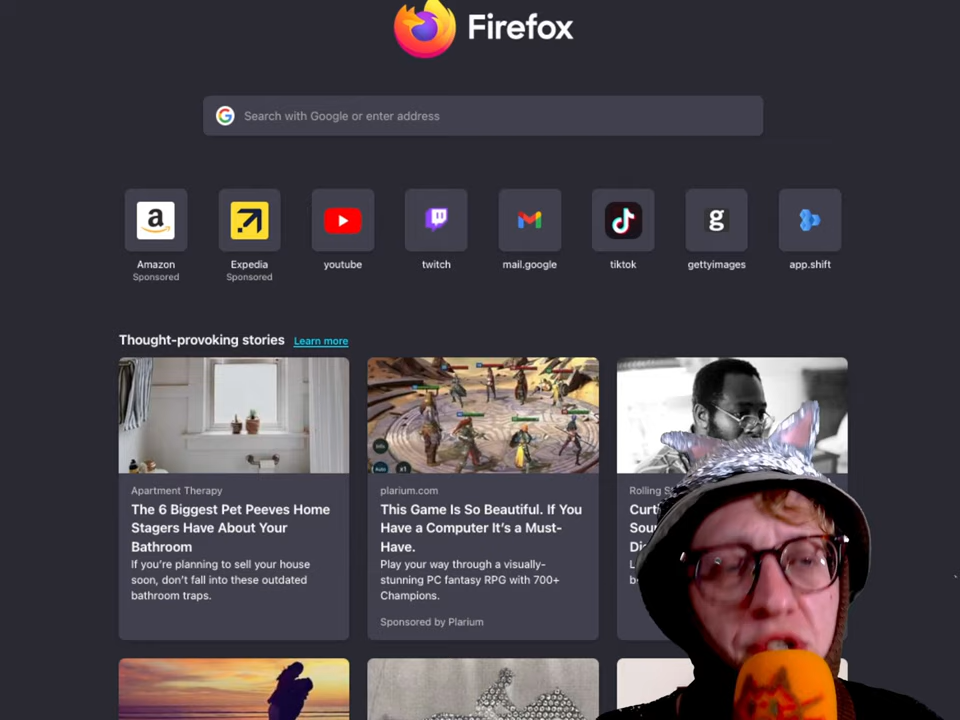 Firefox
Search with Google or enter address
a
g
Amazon
Expedia
youtube
twitch
mail.google
tiktok
gettyimages
app.shift
Sponsored
Sponsored
Thought-provoking stories Learn more
Apartment Therapy
The 6 Biggest Pet Peeves Home
Stagers Have About Your
Bathroom
If you're planning to sell your house
soon, don't fall into these outdated
bathroom traps.
plarium.com
This Game Is So Beautiful. If You
Have a Computer It's a Must-
Have.
Play your way through a visually-
stunning PC fantasy RPG with 700+
Champions.
Sponsored by Plarium
Rolling